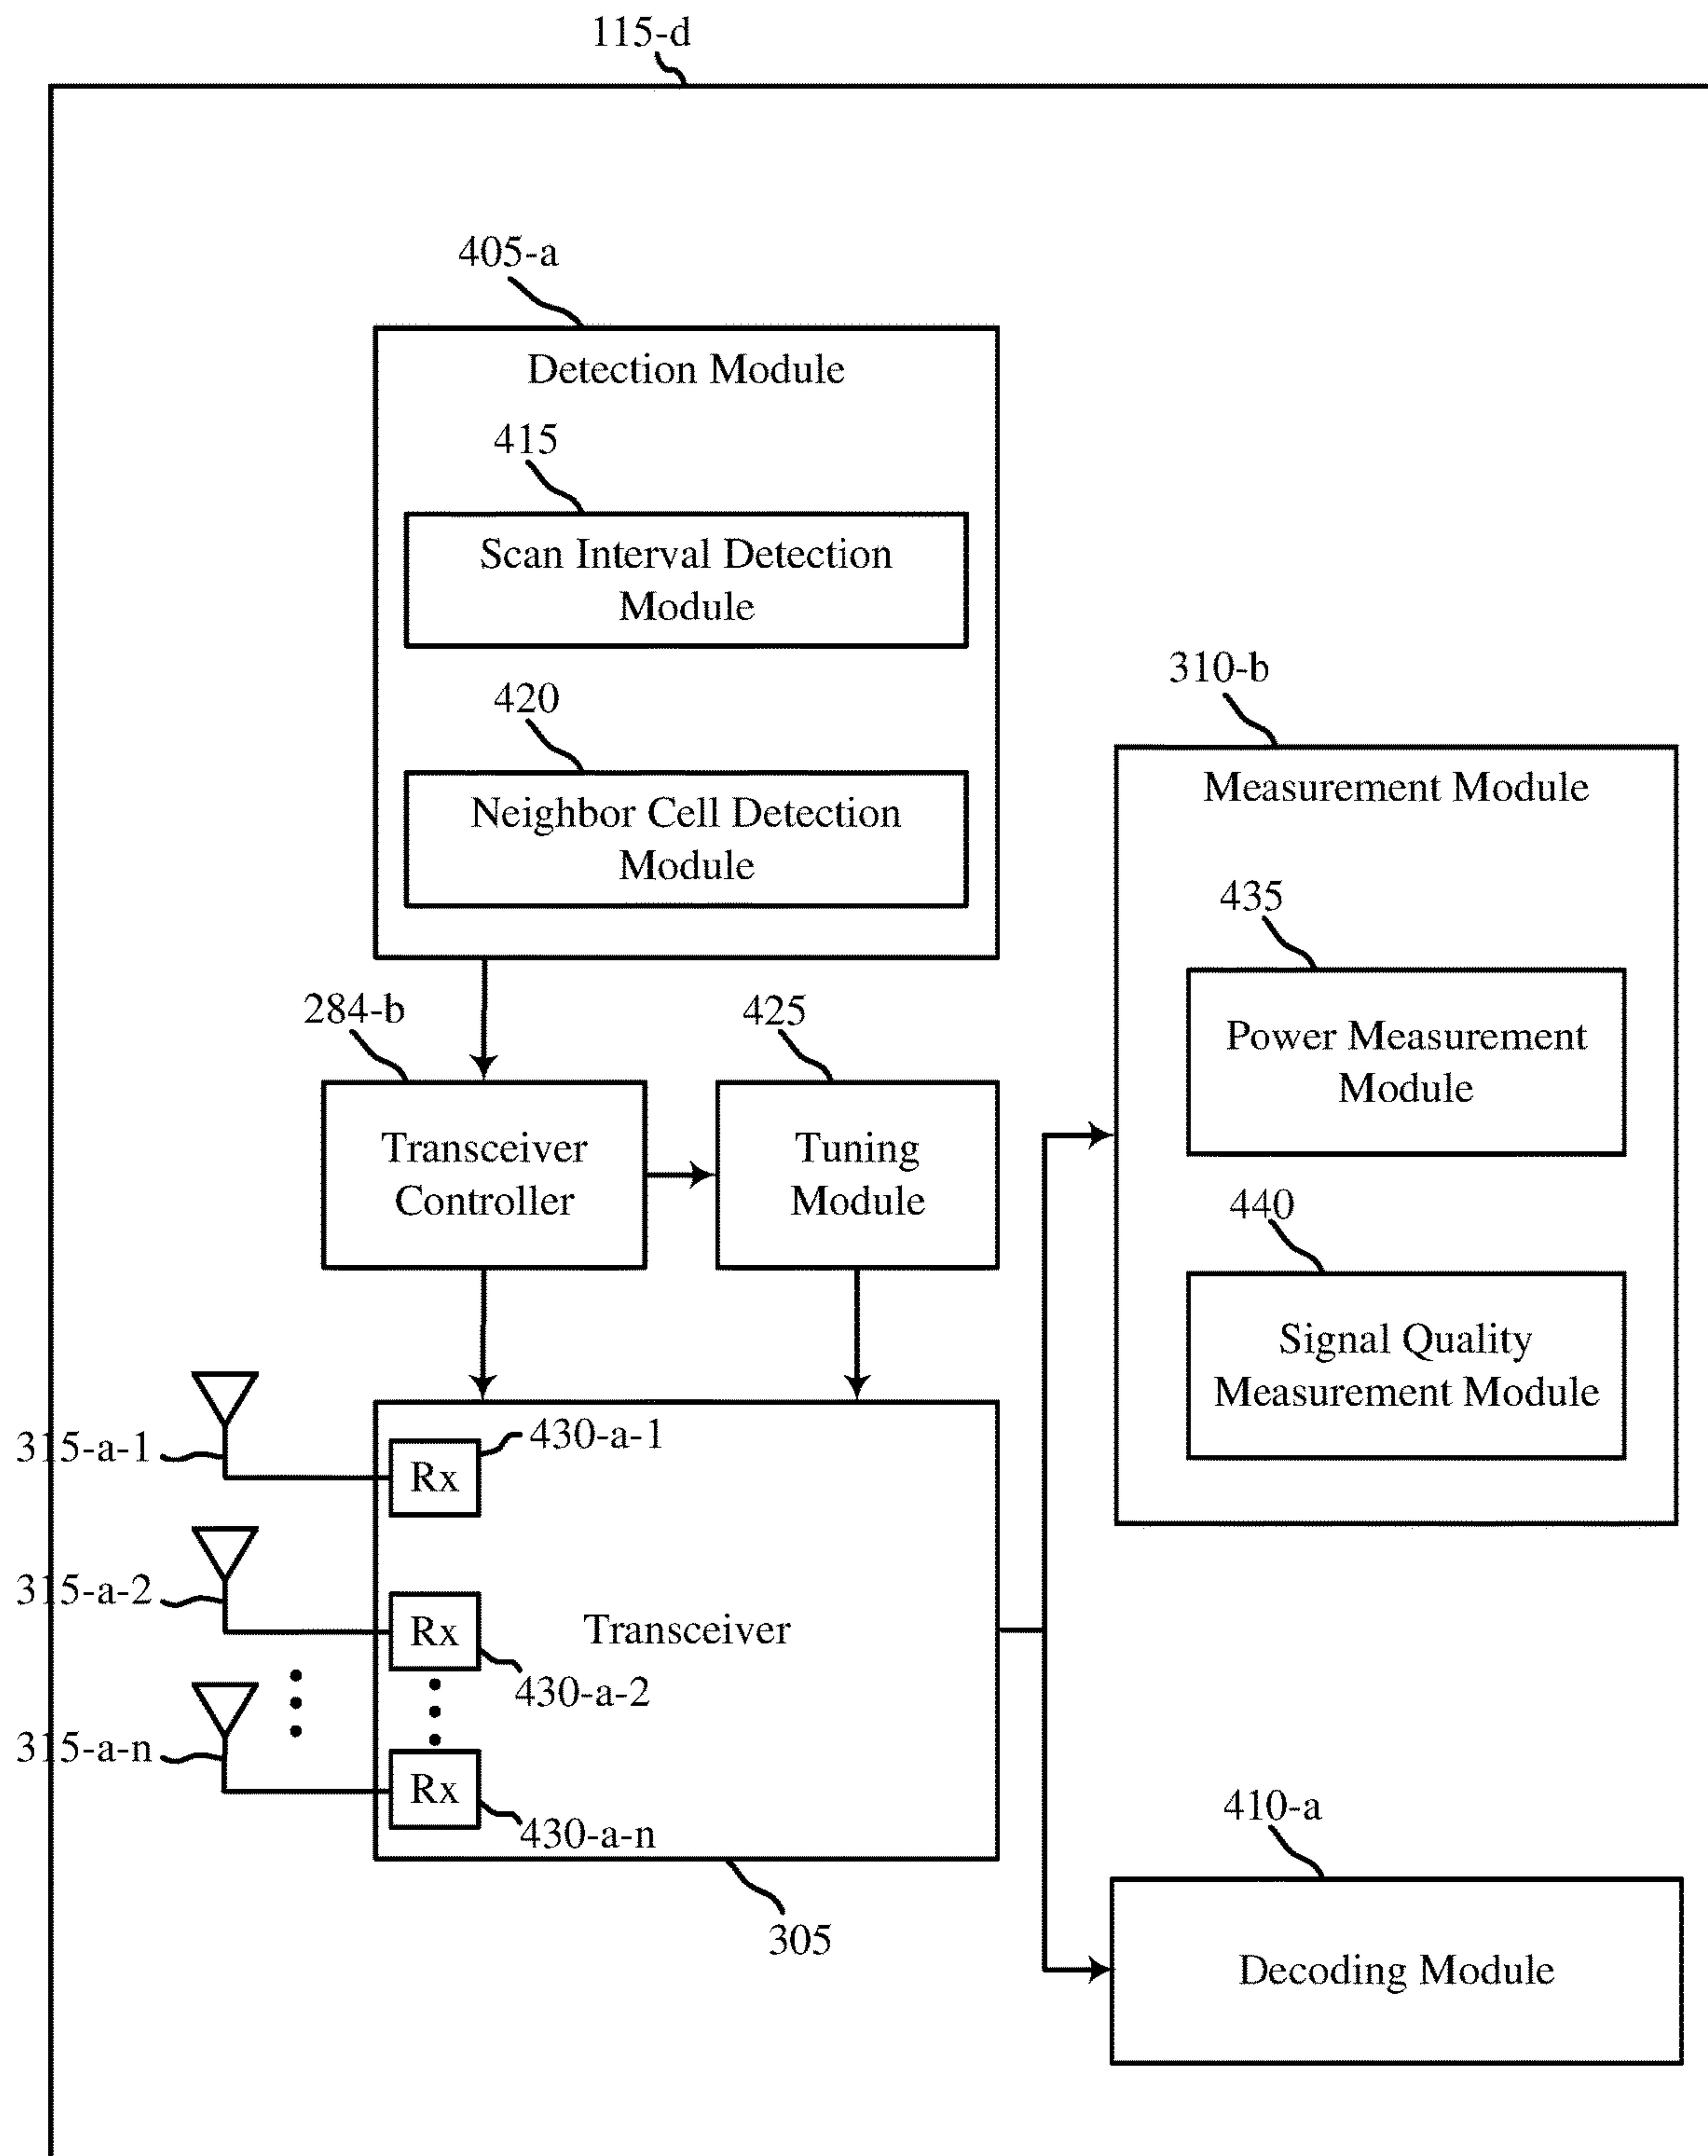 115-d
405-a
Detection Module
415
Scan Interval Detection
Module
420
Neighbor Cell Detection
Module
310-b
Measurement Module
435
Power Measurement
Module
440
Signal Quality
Measurement Module
284-b
Transceiver
Controller
425
Tuning
Module
315-a-1
Rx
430-a-1
315-a-2
Rx
430-a-2
Transceiver
315-a-n
Rx
430-a-n
305
410-a
Decoding Module